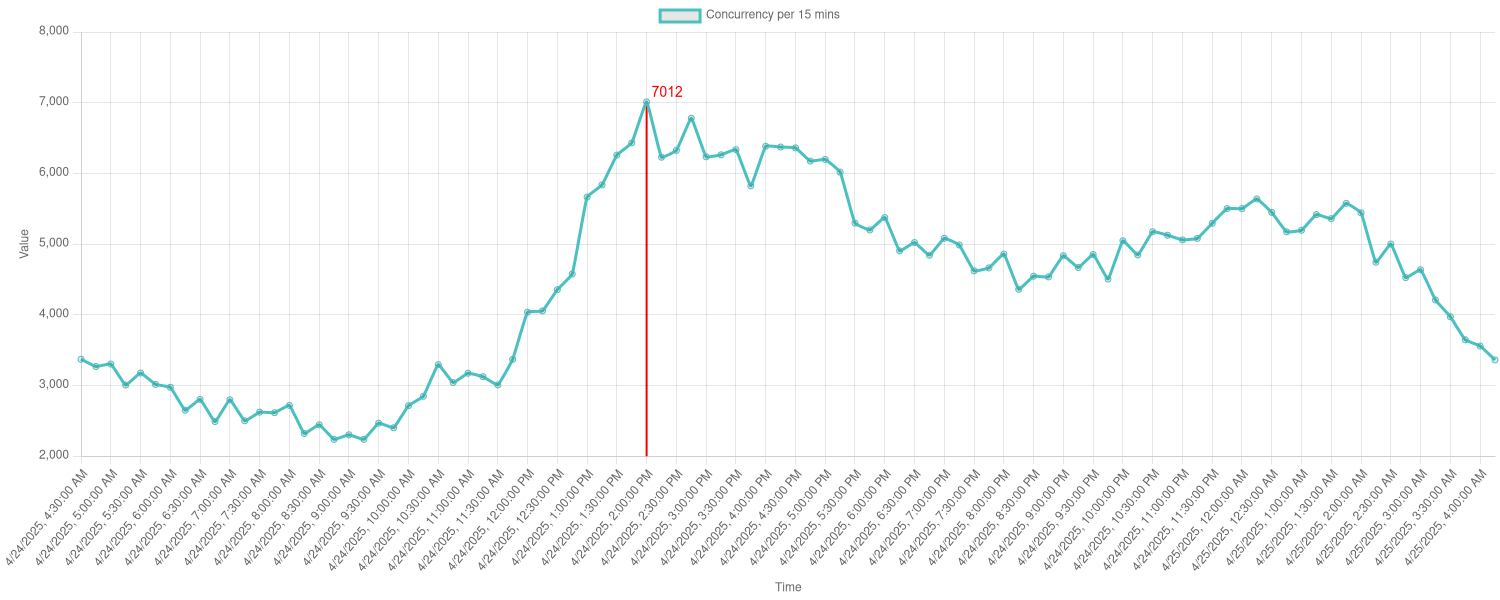 Concurrency per 15 mins
8,000
7,000
6,000
5,000
4,000
3,000
2,000
Value
7012
4/24/2025, 4:30:00 AM
4/24/2025, 5:00:00 AM
4/24/2025, 5:30:00 AM
4/24/2025, 6:00:00 AM
4/24/2025, 6:30:00 AM
4/24/2025, 7:00:00 AM
4/24/2025, 7:30:00 AM
4/24/2025, 8:00:00 AM
4/24/2025, 8:30:00 AM
4/24/2025, 9:00:00 AM
4/24/2025, 9:30:00 AM
4/24/2025, 10:00:00 AM
4/24/2025, 10:30:00 AM
4/24/2025, 11:00:00 AM
4/24/2025, 11:30:00 AM
4/24/2025, 12:00:00 PM
4/24/2025, 12:30:00 PM
4/24/2025, 1:00:00 PM
4/24/2025, 1:30:00 PM
4/24/2025, 2:00:00 PM
4/24/2025, 2:30:00 PM
4/24/2025, 3:00:00 PM
4/24/2025, 3:30:00 PM
4/24/2025, 4:00:00 PM
4/24/2025, 4:30:00 PM
4/24/2025, 5:00:00 PM
4/24/2025, 5:30:00 PM
4/24/2025, 6:00:00 PM
4/24/2025, 6:30:00 PM
4/24/2025, 7:00:00 PM
4/24/2025, 7:30:00 PM
4/24/2025, 8:00:00 PM
4/24/2025, 8:30:00 PM
4/24/2025, 9:00:00 PM
4/24/2025, 9:30:00 PM
4/24/2025, 10:00:00 PM
4/24/2025, 10:30:00 PM
4/24/2025, 11:00:00 PM
4/24/2025, 11:30:00 PM
4/25/2025, 12:00:00 AM
4/25/2025, 12:30:00 AM
4/25/2025, 1:00:00 AM
4/25/2025, 1:30:00 AM
4/25/2025, 2:00:00 AM
4/25/2025, 2:30:00 AM
4/25/2025, 3:00:00 AM
4/25/2025, 3:30:00 AM
4/25/2025, 4:00:00 AM
Time